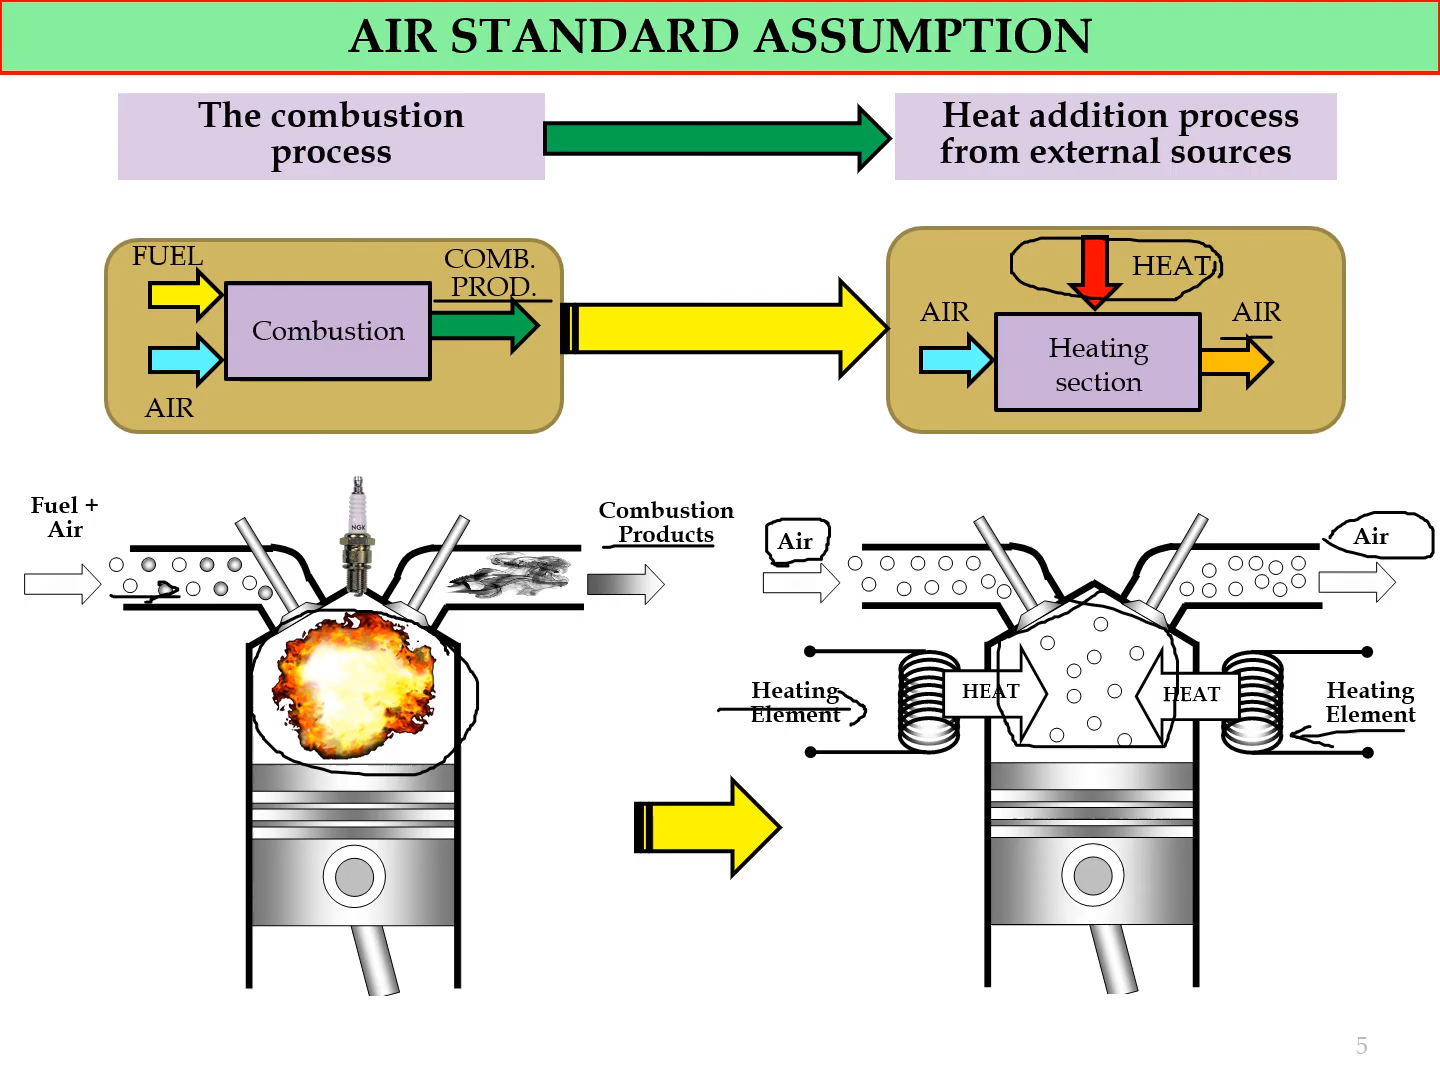 AIR STANDARD ASSUMPTION
The combustion
process
Heat addition process
from external sources
FUEL
COMB.
PROD.
Combustion
AIR
HEAT
AIR
AIR
Heating
section
Fuel +
Air
NGK
Combustion
Products
Air
Air
Heating
Element
HEAT
HEAT
Heating
Element
5